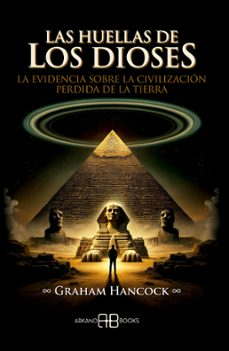 LAS HUELLAS DE
LOS DIOSES
LA EVIDENCIA SOBRE LA CIVILIZACIÓN
PERDIDA DE LA TIERRA
∞ GRAHAM HANCOCK ∞
ARKANO BOOKS